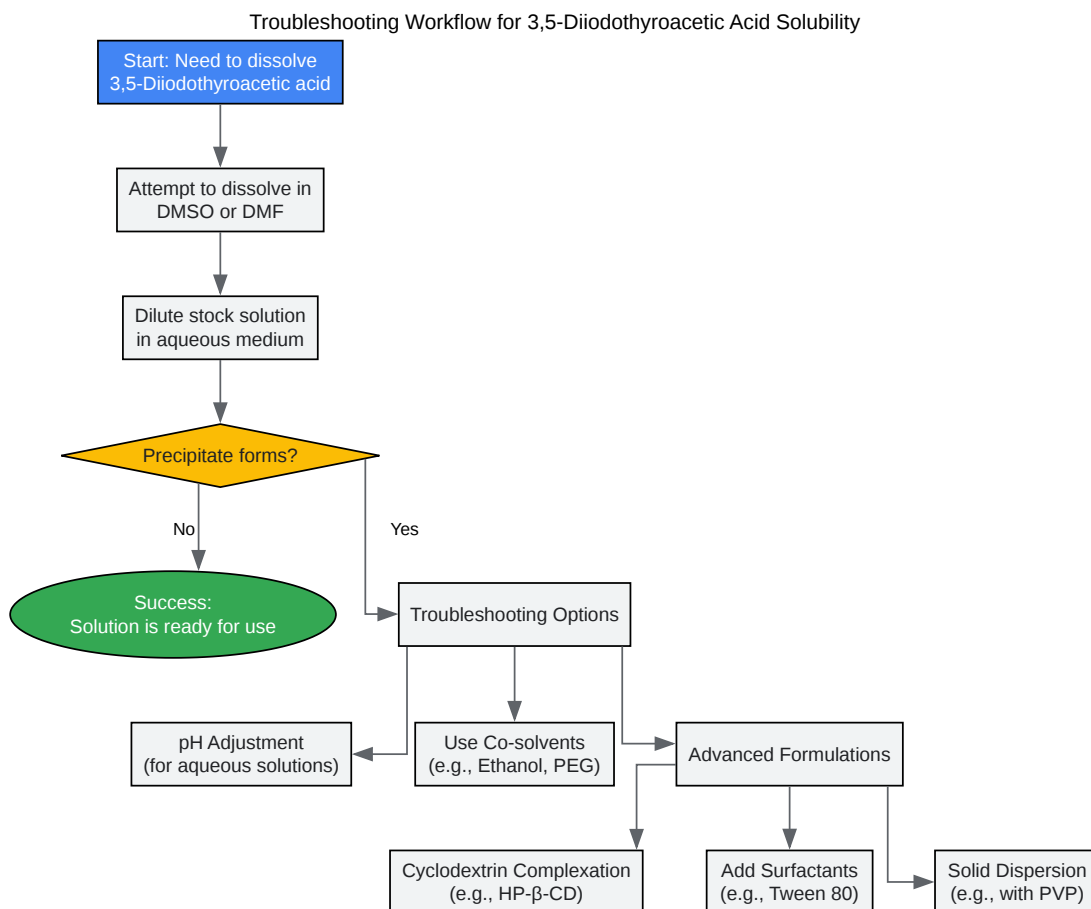 Troubleshooting Workflow for 3,5-Diiodothyroacetic Acid Solubility
Start: Need to dissolve
3,5-Diiodothyroacetic acid
Attempt to dissolve in
DMSO or DMF
Dilute stock solution
in aqueous medium
Precipitate forms?
No
Yes
Success:
Solution is ready for use
Troubleshooting Options
pH Adjustment
(for aqueous solutions)
Use Co-solvents
(e.g., Ethanol, PEG)
Advanced Formulations
Cyclodextrin Complexation
(e.g., HP-β-CD)
Add Surfactants
(e.g., Tween 80)
Solid Dispersion
(e.g., with PVP)